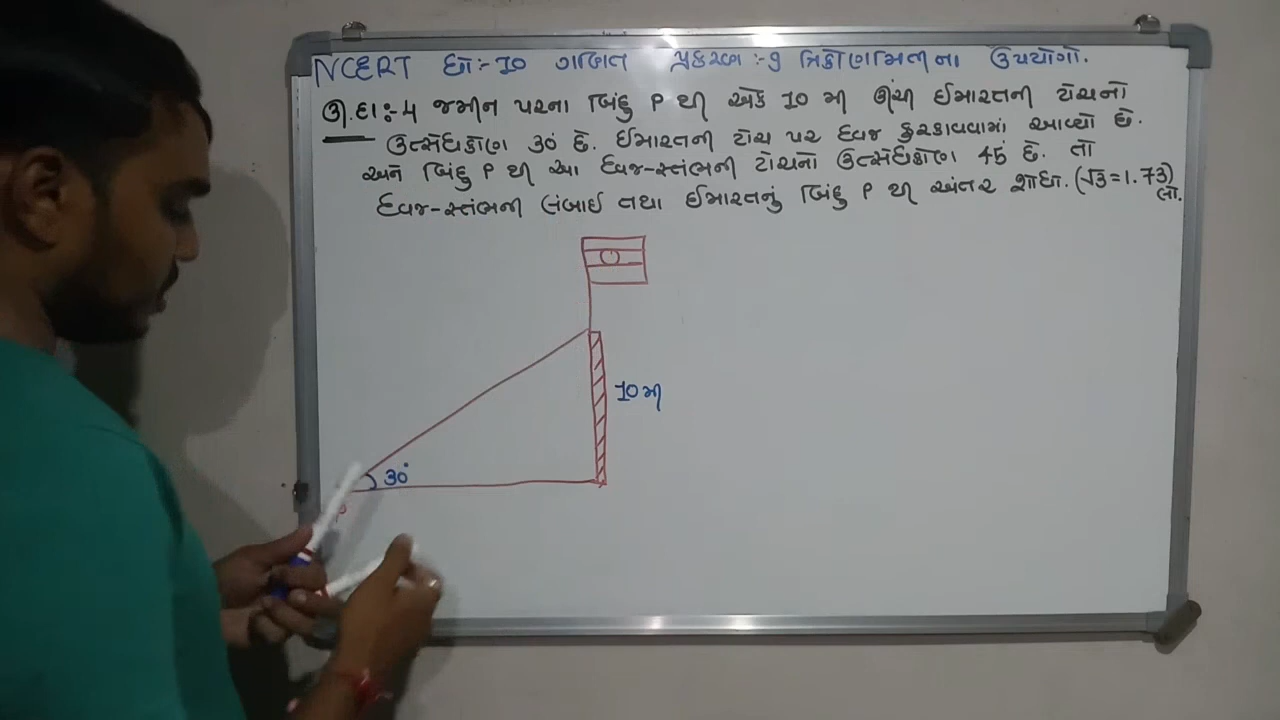 NCERT ધો:-10 ગણિત પ્રકરણ:-9 ત્રિકોણમિતીના ઉપયોગો.
ઉ.દા:-4 જમીન પરના બિંદુ P થી એક 10 મી ઊંચી ઈમારતની ટોચનો
ઉત્સેધકોણ 30° છે. ઈમારતની ટોચ પર ધ્વજ ફરકાવવામાં આવ્યો છે.
અને બિંદુ P થી આ ધ્વજ-સ્તંભની ટોચનો ઉત્સેધકોણ 45° છે. તો
ધ્વજ-સ્તંભની લંબાઈ તથા ઈમારતનું બિંદુ P થી અંતર શોધો. (√3=1.73)
લો.
10મી
30°
P